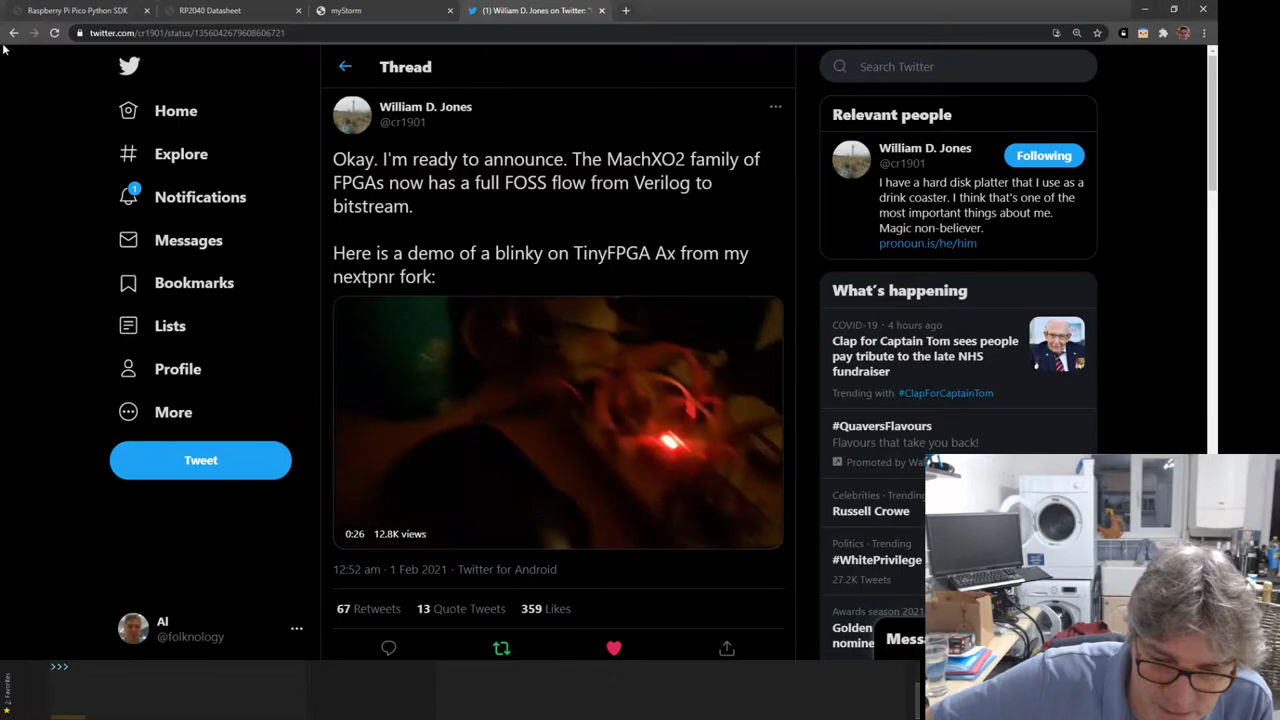 Raspberry Pi Pico Python SDK
RP2040 Datasheet
myStorm
(1) William D. Jones on Twitter: "
twitter.com/cr1901/status/1356042679608606721
Home
Explore
1
Notifications
Messages
Bookmarks
Lists
Profile
More
Tweet
Al
@folknology
Thread
William D. Jones
@cr1901
Okay. I'm ready to announce. The MachXO2 family of
FPGAs now has a full FOSS flow from Verilog to
bitstream.
Here is a demo of a blinky on TinyFPGA Ax from my
nextpnr fork:
0:26 12.8K views
12:52 am · 1 Feb 2021 · Twitter for Android
67 Retweets 13 Quote Tweets 359 Likes
Search Twitter
Relevant people
William D. Jones
@cr1901
Following
I have a hard disk platter that I use as a
drink coaster. I think that's one of the
most important things about me.
Magic non-believer.
pronoun.is/he/him
What's happening
COVID-19 · 4 hours ago
Clap for Captain Tom sees people
pay tribute to the late NHS
fundraiser
Trending with #ClapForCaptainTom
#QuaversFlavours
Flavours that take you back!
Promoted by
Celebrities · Trending
Russell Crowe
Politics · Trending
#WhitePrivilege
27.2K Tweets
Awards season 2021
Golden
nomine
Mess
>>>
2: Favorites